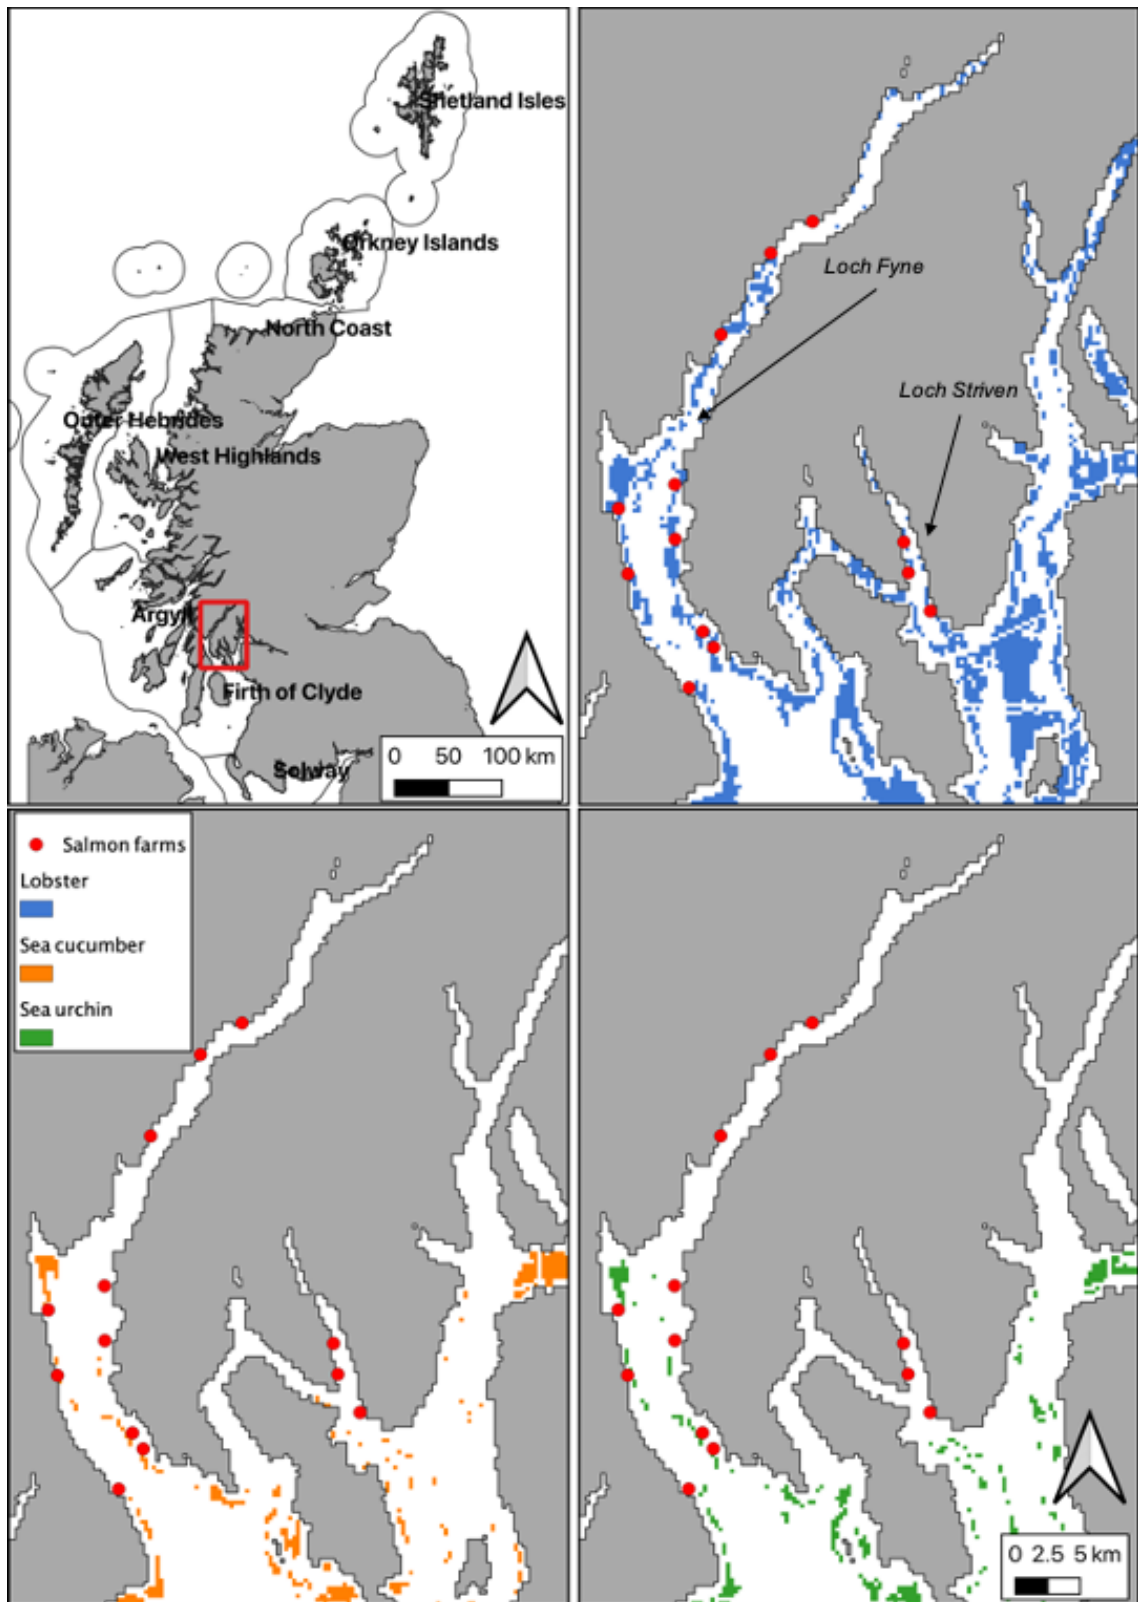 Shetland Isles
Orkney Islands
North Coast
Outer Hebrides
West Highlands
Argyll
Firth of Clyde
Solway
0 50 100 km
Loch Fyne
Loch Striven
Salmon farms
Lobster
Sea cucumber
Sea urchin
0 2.5 5 km